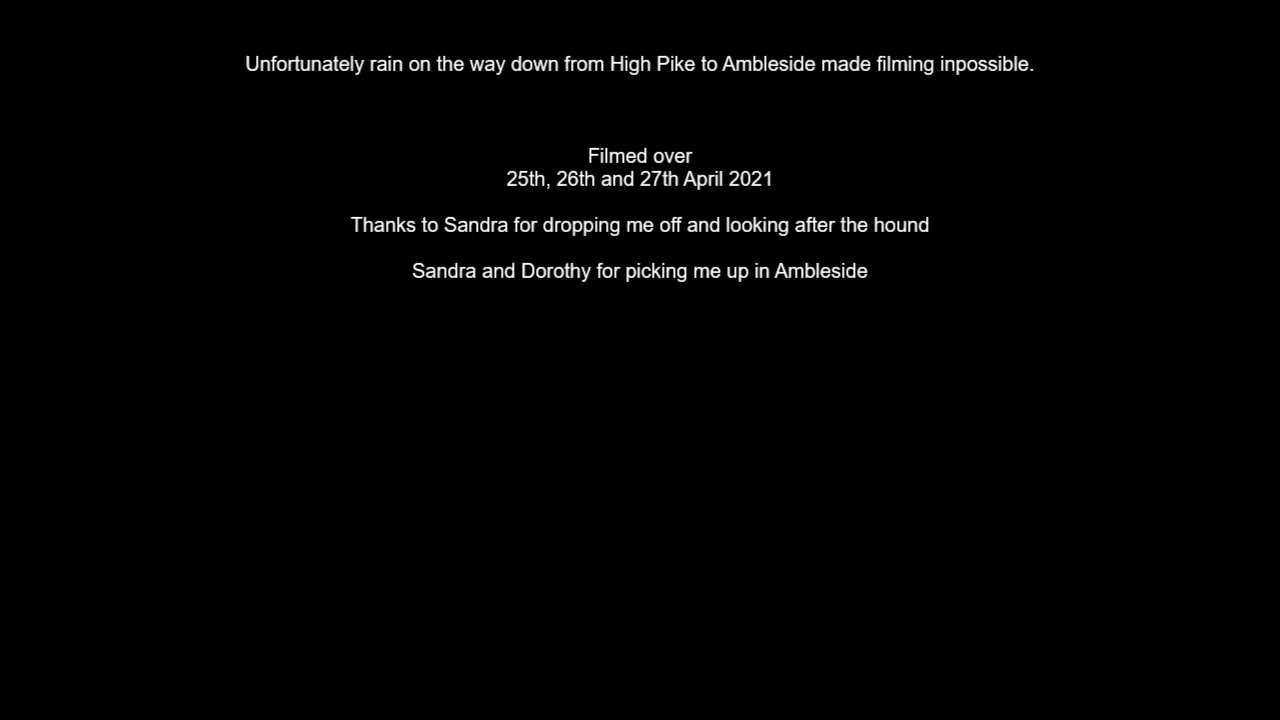 Unfortunately rain on the way down from High Pike to Ambleside made filming inpossible.
Filmed over
25th, 26th and 27th April 2021
Thanks to Sandra for dropping me off and looking after the hound
Sandra and Dorothy for picking me up in Ambleside